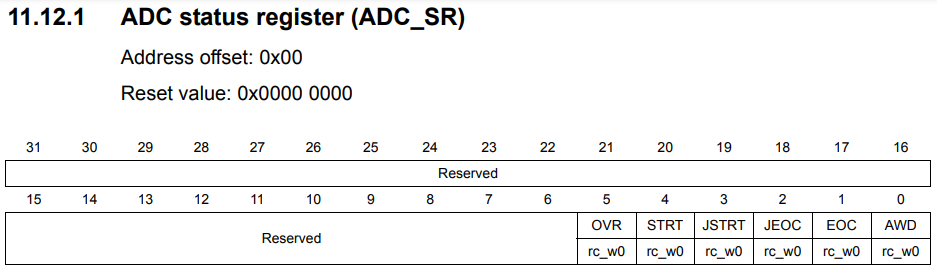 11.12.1 ADC status register (ADC_SR)
Address offset: 0x00
Reset value: 0x0000 0000
31 30 29 28 27 26 25 24 23 22 21 20 19 18 17 16
Reserved
15 14 13 12 11 10 9 8 7 6 5 4 3 2 1 0
Reserved OVR STRT JSTRT JEOC EOC AWD
rc_w0 rc_w0 rc_w0 rc_w0 rc_w0 rc_w0